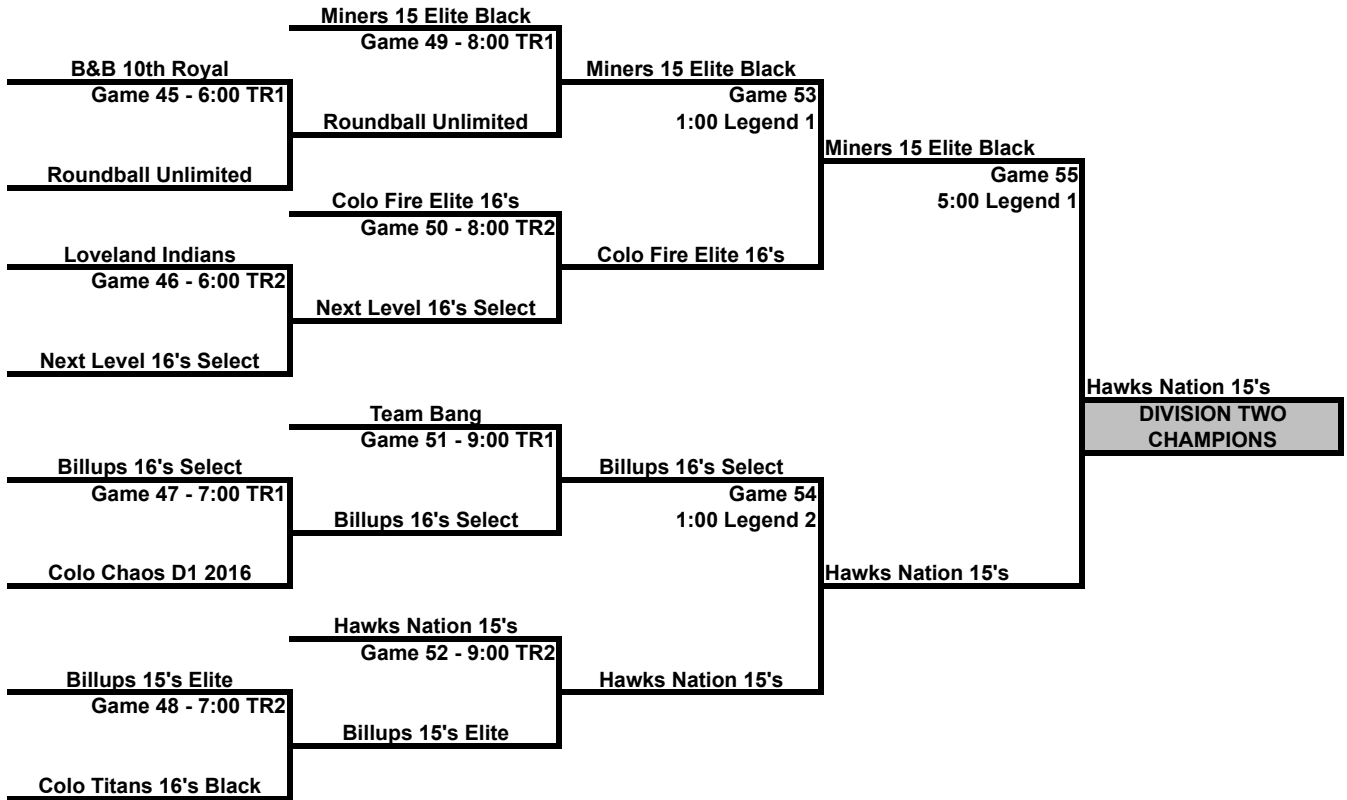 Miners 15 Elite Black
Game 49 - 8:00 TR1
B&B 10th Royal
Miners 15 Elite Black
Game 45 - 6:00 TR1
Game 53
Roundball Unlimited
1:00 Legend 1
Miners 15 Elite Black
Roundball Unlimited
Game 55
Colo Fire Elite 16's
5:00 Legend 1
Game 50 - 8:00 TR2
Loveland Indians
Colo Fire Elite 16's
Game 46 - 6:00 TR2
Next Level 16's Select
Next Level 16's Select
Hawks Nation 15's
Team Bang
DIVISION TWO
CHAMPIONS
Game 51 - 9:00 TR1
Billups 16's Select
Billups 16's Select
Game 47 - 7:00 TR1
Game 54
Billups 16's Select
1:00 Legend 2
Colo Chaos D1 2016
Hawks Nation 15's
Hawks Nation 15's
Game 52 - 9:00 TR2
Billups 15's Elite
Hawks Nation 15's
Game 48 - 7:00 TR2
Billups 15's Elite
Colo Titans 16's Black